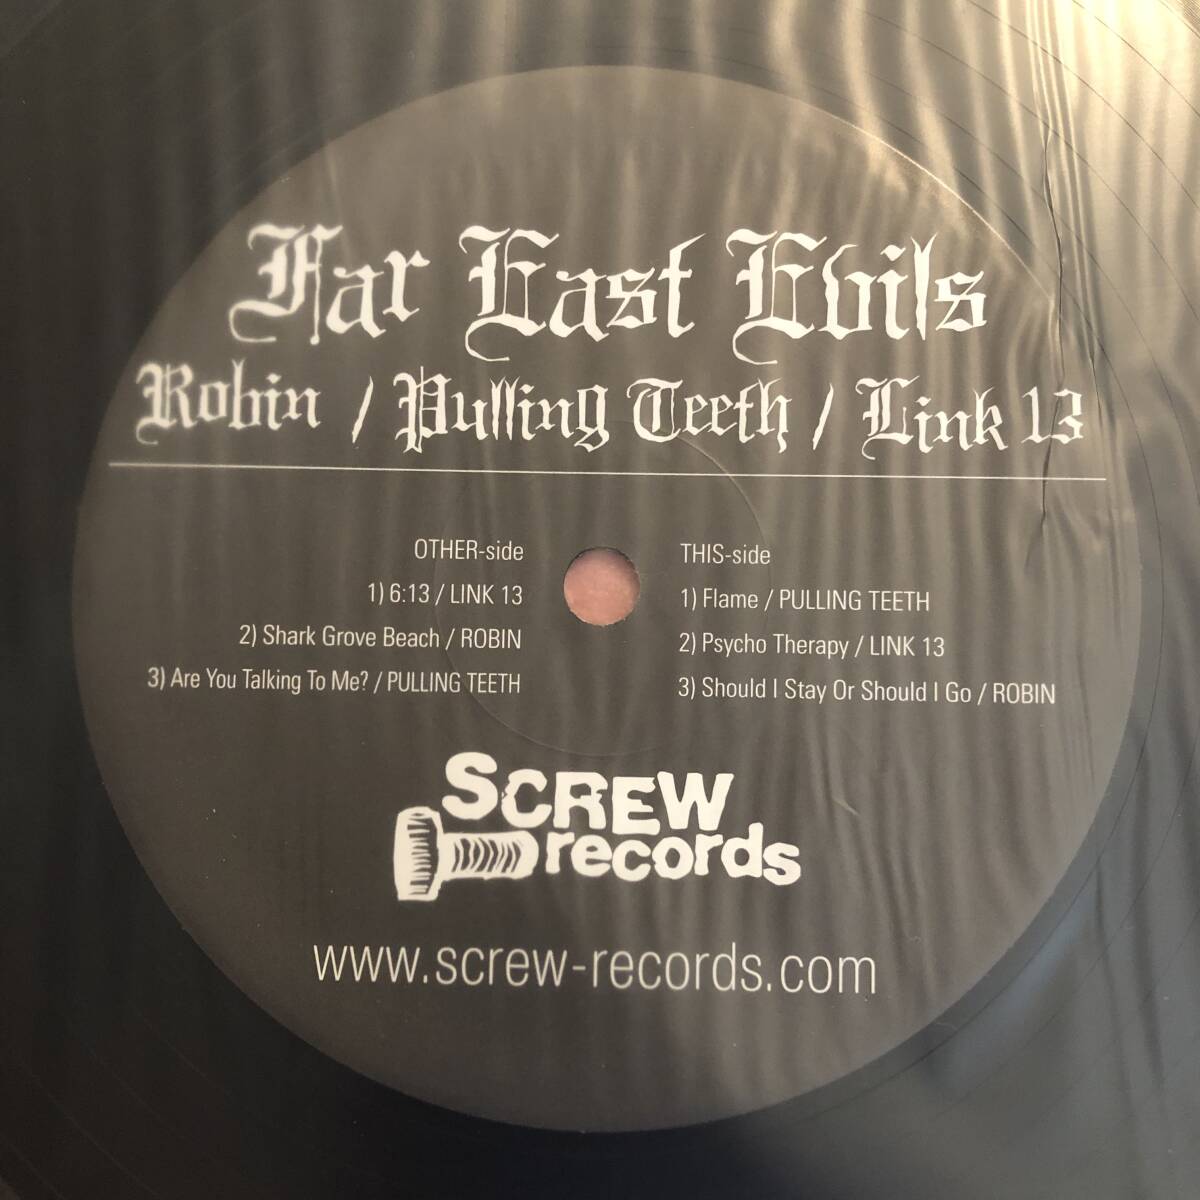 Far East Evils
Robin / Pulling Teeth / Link 13
OTHER-side
1) 6:13 / LINK 13
2) Shark Grove Beach / ROBIN
3) Are You Talking To Me? / PULLING TEETH
THIS-side
1) Flame / PULLING TEETH
2) Psycho Therapy / LINK 13
3) Should I Stay Or Should I Go / ROBIN
SCREW
records
www.screw-records.com